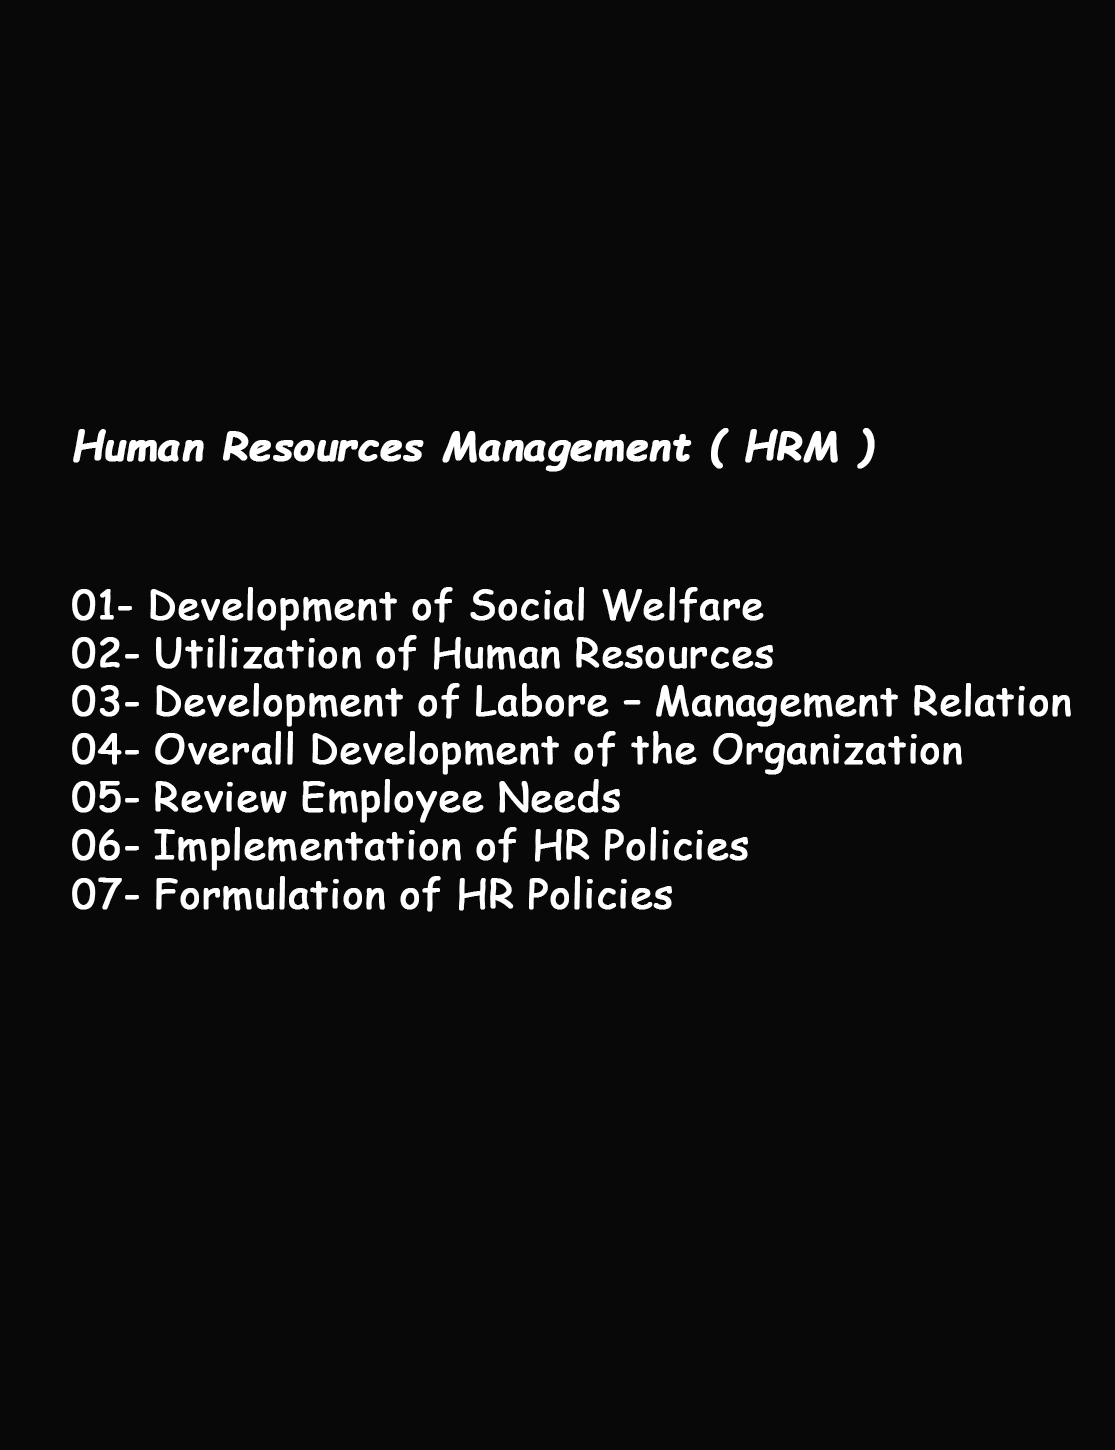 Human Resources Management ( HRM )
01- Development of Social Welfare
02- Utilization of Human Resources
03- Development of Labore – Management Relation
04- Overall Development of the Organization
05- Review Employee Needs
06- Implementation of HR Policies
07- Formulation of HR Policies